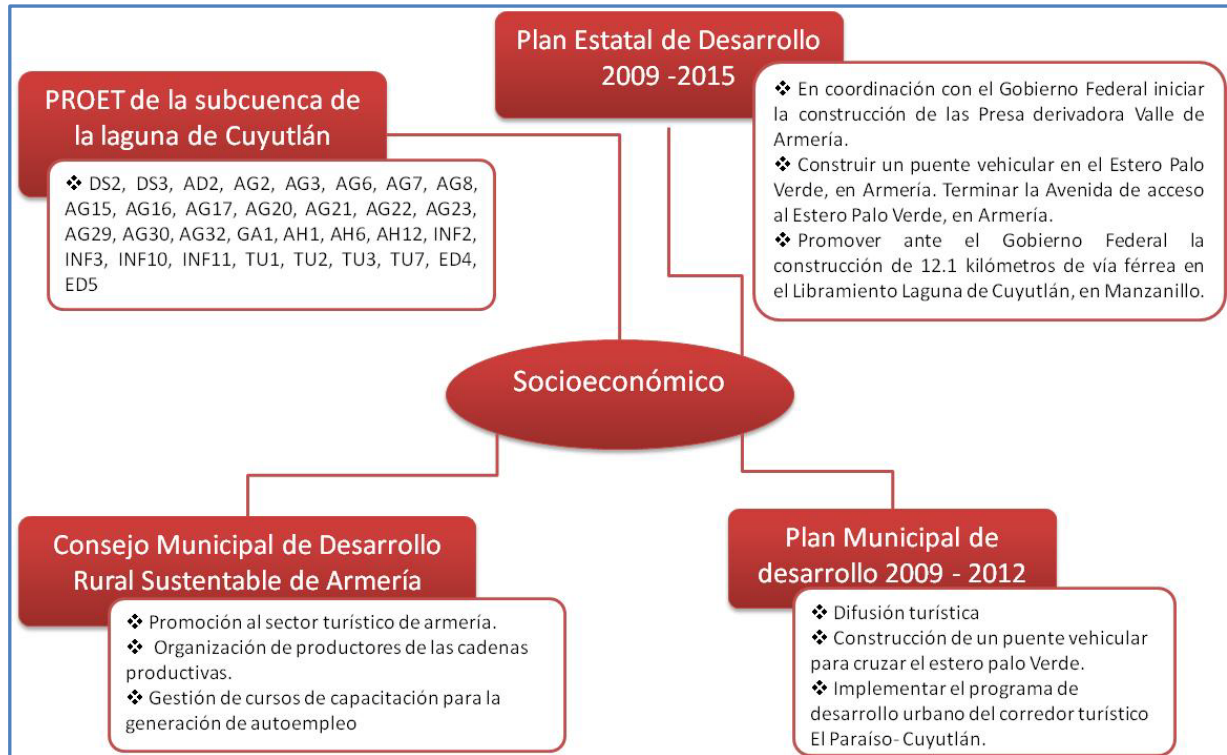 Plan Estatal de Desarrollo
2009 -2015
❖ En coordinación con el Gobierno Federal iniciar
la construcción de las Presa derivadora Valle de
Armería.
❖ Construir un puente vehicular en el Estero Palo
Verde, en Armería. Terminar la Avenida de acceso
al Estero Palo Verde, en Armería.
❖ Promover ante el Gobierno Federal la
construcción de 12.1 kilómetros de vía férrea en
el Libramiento Laguna de Cuyutlán, en Manzanillo.
PROET de la subcuenca de
la laguna de Cuyutlán
❖ DS2, DS3, AD2, AG2, AG3, AG6, AG7, AG8,
AG15, AG16, AG17, AG20, AG21, AG22, AG23,
AG29, AG30, AG32, GA1, AH1, AH6, AH12, INF2,
INF3, INF10, INF11, TU1, TU2, TU3, TU7, ED4,
ED5
Socioeconómico
Consejo Municipal de Desarrollo
Rural Sustentable de Armería
❖ Promoción al sector turístico de armería.
❖ Organización de productores de las cadenas
productivas.
❖ Gestión de cursos de capacitación para la
generación de autoempleo
Plan Municipal de
desarrollo 2009 - 2012
❖ Difusión turística
❖ Construcción de un puente vehicular
para cruzar el estero palo Verde.
❖ Implementar el programa de
desarrollo urbano del corredor turístico
El Paraíso- Cuyutlán.